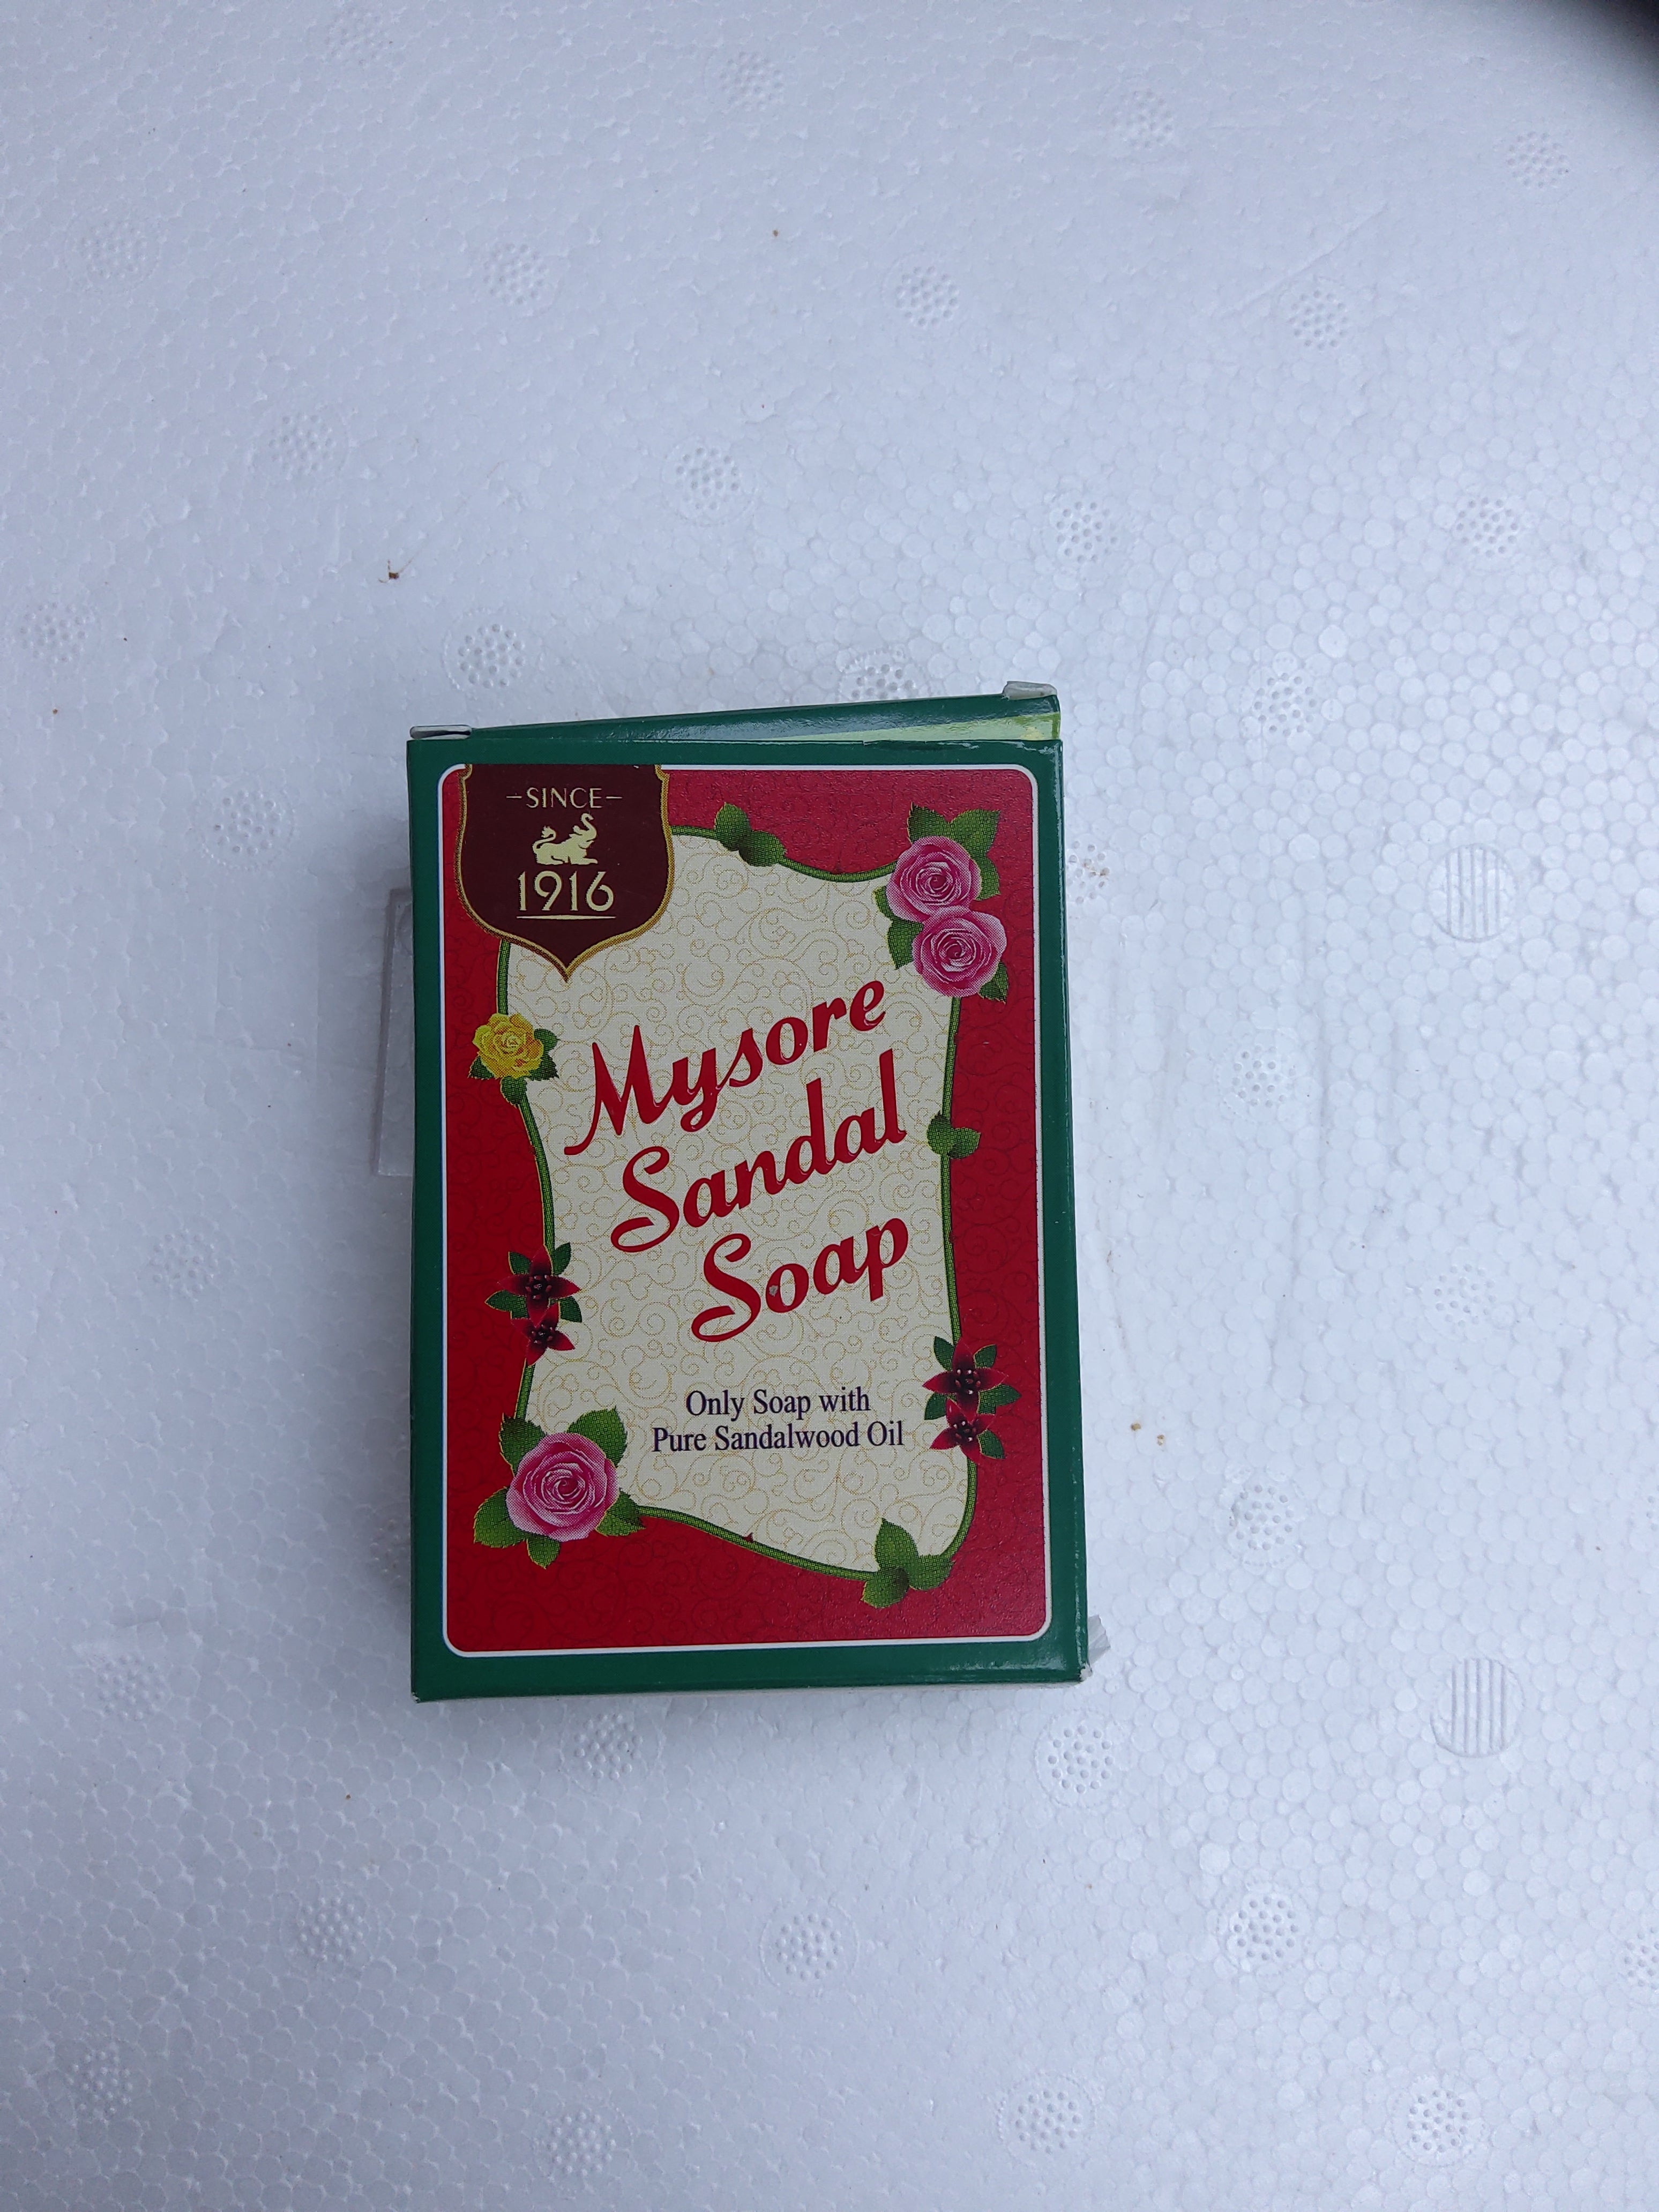 -SINCE-
1916
Mysore
Sandal
Soap
Only Soap with
Pure Sandalwood Oil